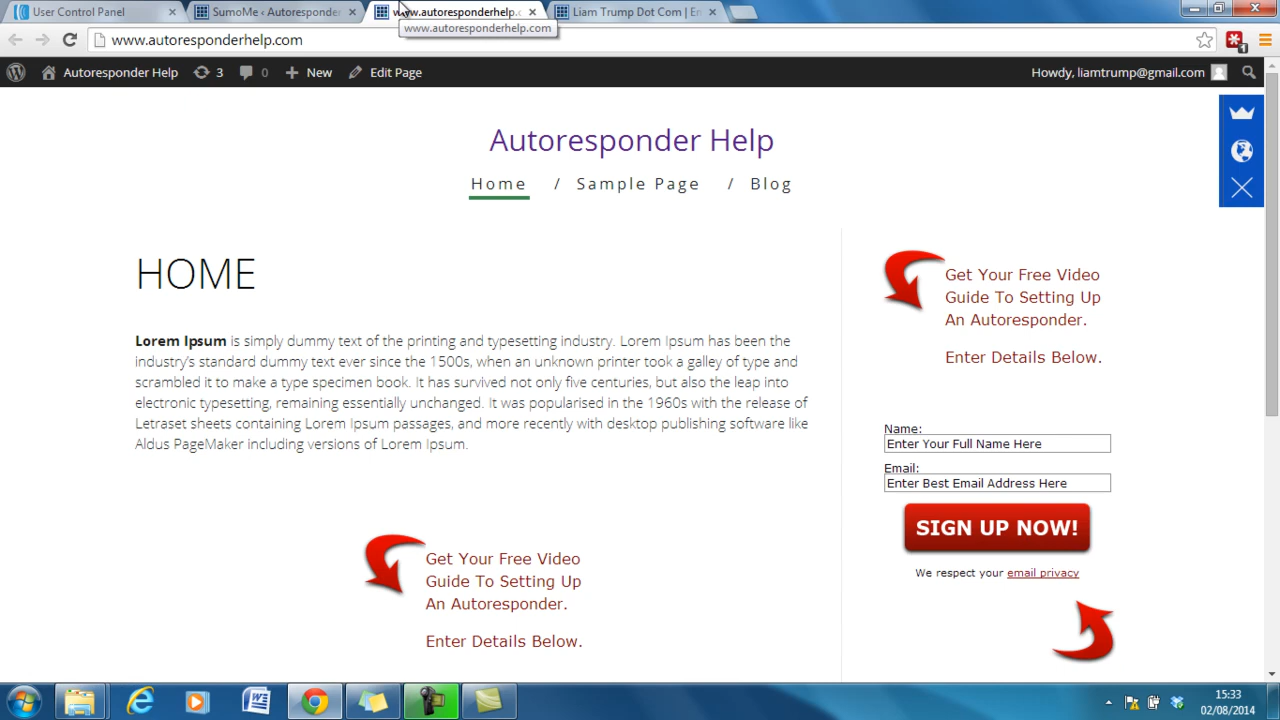 User Control Panel
SumoMe ‹ Autoresponder
www.autoresponderhelp.c
Liam Trump Dot Com | En
www.autoresponderhelp.com
www.autoresponderhelp.com
1
Autoresponder Help
3
0
New
Edit Page
Howdy, liamtrump@gmail.com
Autoresponder Help
Home / Sample Page / Blog
HOME
Lorem Ipsum is simply dummy text of the printing and typesetting industry. Lorem Ipsum has been the
industry's standard dummy text ever since the 1500s, when an unknown printer took a galley of type and
scrambled it to make a type specimen book. It has survived not only five centuries, but also the leap into
electronic typesetting, remaining essentially unchanged. It was popularised in the 1960s with the release of
Letraset sheets containing Lorem Ipsum passages, and more recently with desktop publishing software like
Aldus PageMaker including versions of Lorem Ipsum.
Get Your Free Video
Guide To Setting Up
An Autoresponder.
Enter Details Below.
Get Your Free Video
Guide To Setting Up
An Autoresponder.
Enter Details Below.
Name:
Enter Your Full Name Here
Email:
Enter Best Email Address Here
SIGN UP NOW!
We respect your email privacy
15:33
02/08/2014